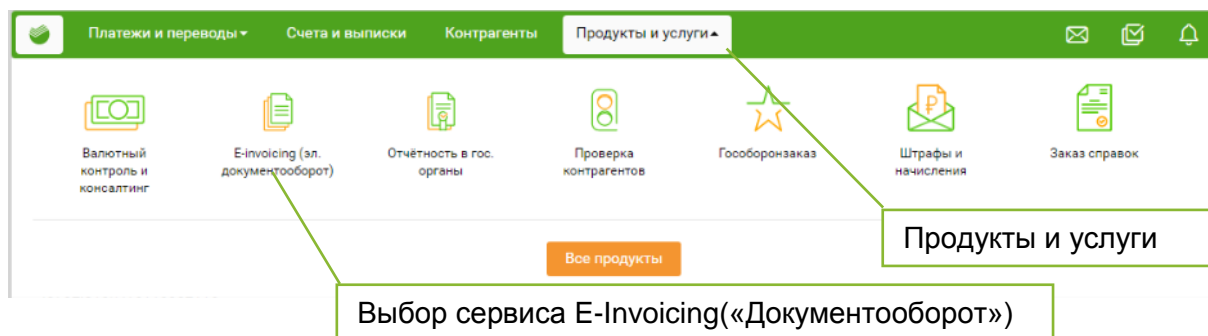 Платежи и переводы Счета и выписки Контрагенты Продукты и услуги
Валютный контроль и консалтинг
E-invoicing (эл. документооборот)
Отчётность в гос. органы
Проверка контрагентов
Гособоронзаказ
Штрафы и начисления
Заказ справок
Все продукты
Продукты и услуги
Выбор сервиса E-Invoicing(«Документооборот»)